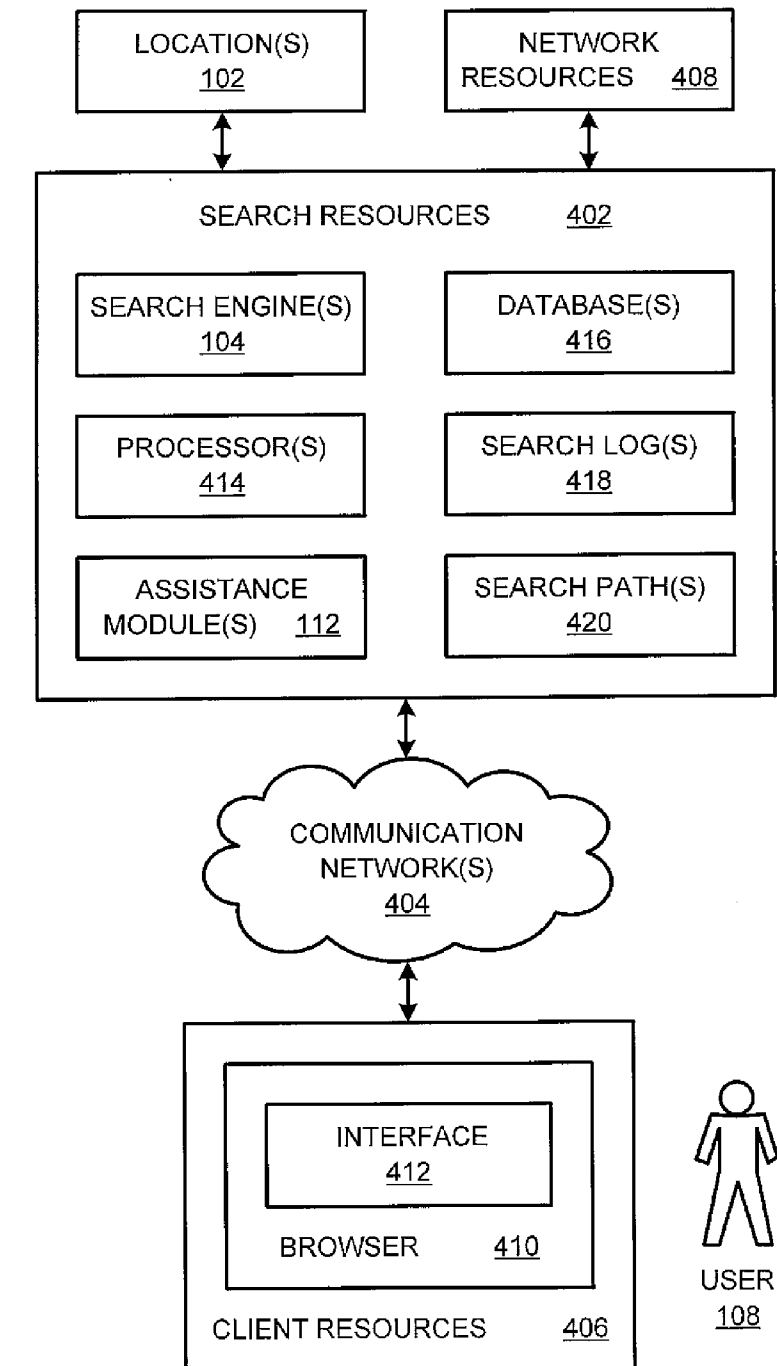 LOCATION(S)
102
NETWORK
RESOURCES 408
SEARCH RESOURCES 402
SEARCH ENGINE(S)
104
DATABASE(S)
416
PROCESSOR(S)
414
SEARCH LOG(S)
418
ASSISTANCE
MODULE(S) 112
SEARCH PATH(S)
420
COMMUNICATION
NETWORK(S)
404
INTERFACE
412
BROWSER 410
CLIENT RESOURCES 406
USER
108